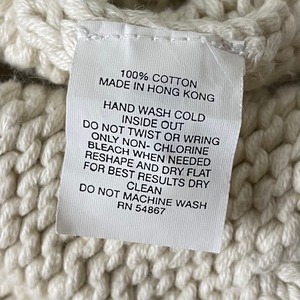 100% COTTON
MADE IN HONG KONG
HAND WASH COLD
INSIDE OUT
DO NOT TWIST OR WRING
ONLY NON- CHLORINE
BLEACH WHEN NEEDED
RESHAPE AND DRY FLAT
FOR BEST RESULTS DRY
CLEAN
DO NOT MACHINE WASH
RN 54867